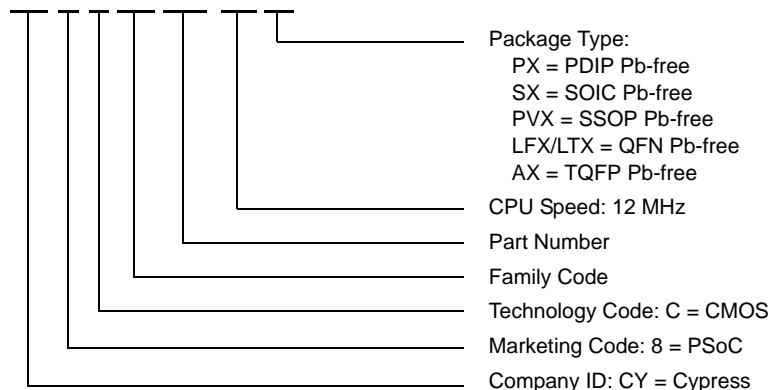 Package Type:
PX = PDIP Pb-free
SX = SOIC Pb-free
PVX = SSOP Pb-free
LFX/LTX = QFN Pb-free
AX = TQFP Pb-free
CPU Speed: 12 MHz
Part Number
Family Code
Technology Code: C = CMOS
Marketing Code: 8 = PSoC
Company ID: CY = Cypress